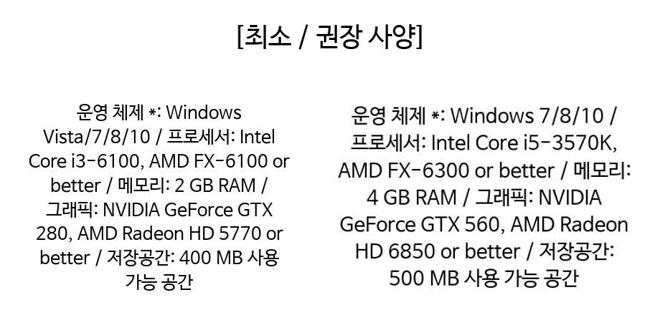 [최소 / 권장 사양]
운영 체제 *: Windows
Vista/7/8/10 / 프로세서: Intel
Core i3-6100, AMD FX-6100 or
better / 메모리: 2 GB RAM /
그래픽: NVIDIA GeForce GTX
280, AMD Radeon HD 5770 or
better / 저장공간: 400 MB 사용
가능 공간
운영 체제 *: Windows 7/8/10 /
프로세서: Intel Core i5-3570K,
AMD FX-6300 or better / 메모리:
4 GB RAM / 그래픽: NVIDIA
GeForce GTX 560, AMD Radeon
HD 6850 or better / 저장공간:
500 MB 사용 가능 공간